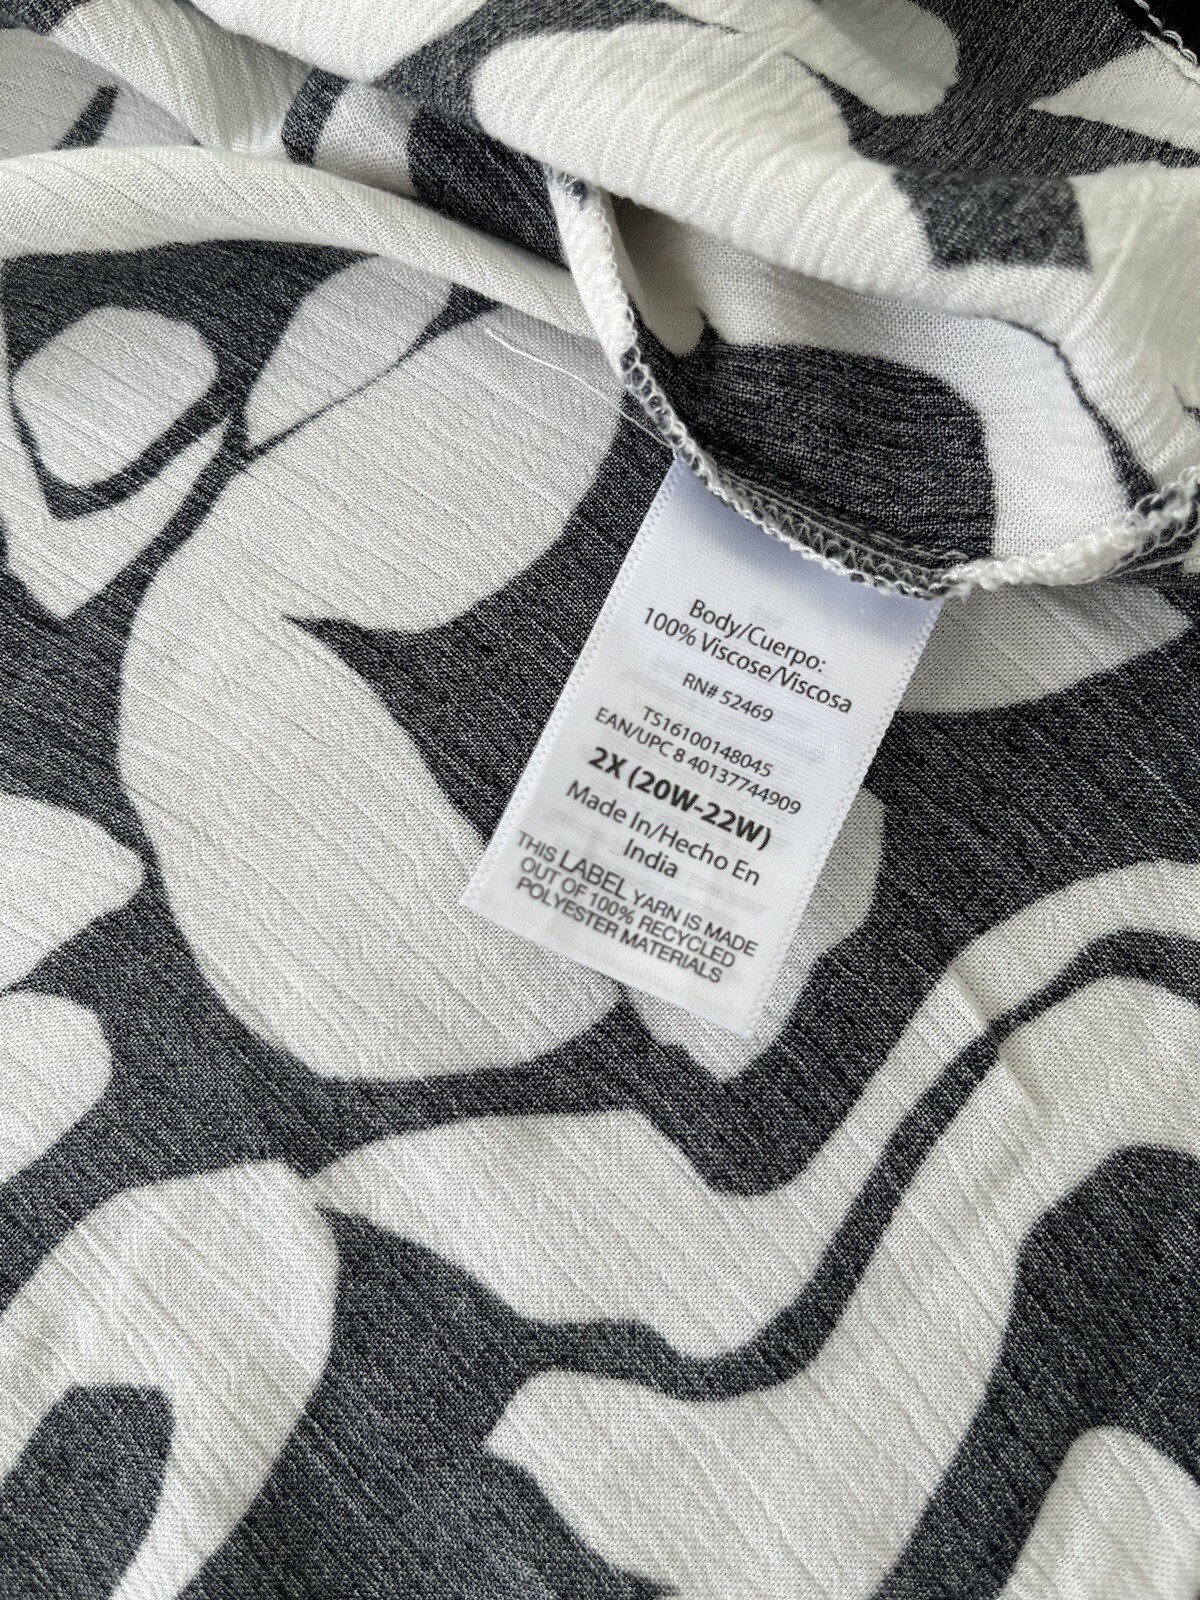 Body/Cuerpo:
100% Viscose/Viscosa
RN# 52469
TS16100148045
EAN/UPC 8 40137744909
2X (20W-22W)
Made In/Hecho En
India
THIS LABEL YARN IS MADE
OUT OF 100% RECYCLED
POLYESTER MATERIALS